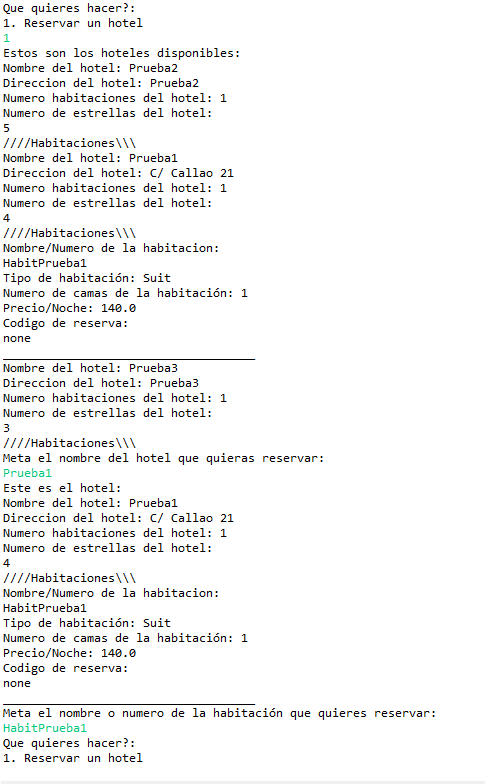 Que quieres hacer?:
1. Reservar un hotel
1
Estos son los hoteles disponibles:
Nombre del hotel: Prueba2
Direccion del hotel: Prueba2
Numero habitaciones del hotel: 1
Numero de estrellas del hotel:
5
////Habitaciones\\\
Nombre del hotel: Prueba1
Direccion del hotel: C/ Callao 21
Numero habitaciones del hotel: 1
Numero de estrellas del hotel:
4
////Habitaciones\\\
Nombre/Numero de la habitacion:
HabitPrueba1
Tipo de habitación: Suit
Numero de camas de la habitación: 1
Precio/Noche: 140.0
Codigo de reserva:
none
___________________________________
Nombre del hotel: Prueba3
Direccion del hotel: Prueba3
Numero habitaciones del hotel: 1
Numero de estrellas del hotel:
3
////Habitaciones\\\
Meta el nombre del hotel que quieras reservar:
Prueba1
Este es el hotel:
Nombre del hotel: Prueba1
Direccion del hotel: C/ Callao 21
Numero habitaciones del hotel: 1
Numero de estrellas del hotel:
4
////Habitaciones\\\
Nombre/Numero de la habitacion:
HabitPrueba1
Tipo de habitación: Suit
Numero de camas de la habitación: 1
Precio/Noche: 140.0
Codigo de reserva:
none
___________________________________
Meta el nombre o numero de la habitación que quieres reservar:
HabitPrueba1
Que quieres hacer?:
1. Reservar un hotel